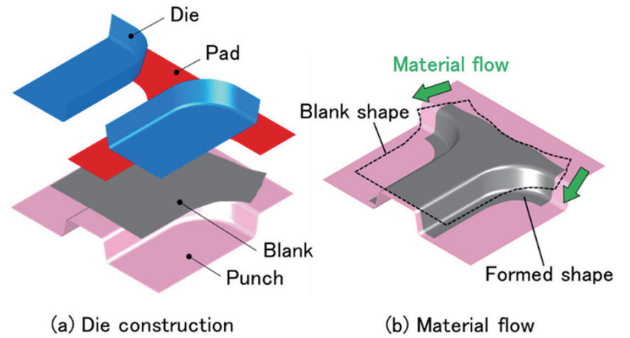 Die
Pad
Blank
Punch
(a) Die construction
Material flow
Blank shape
Formed shape
(b) Material flow